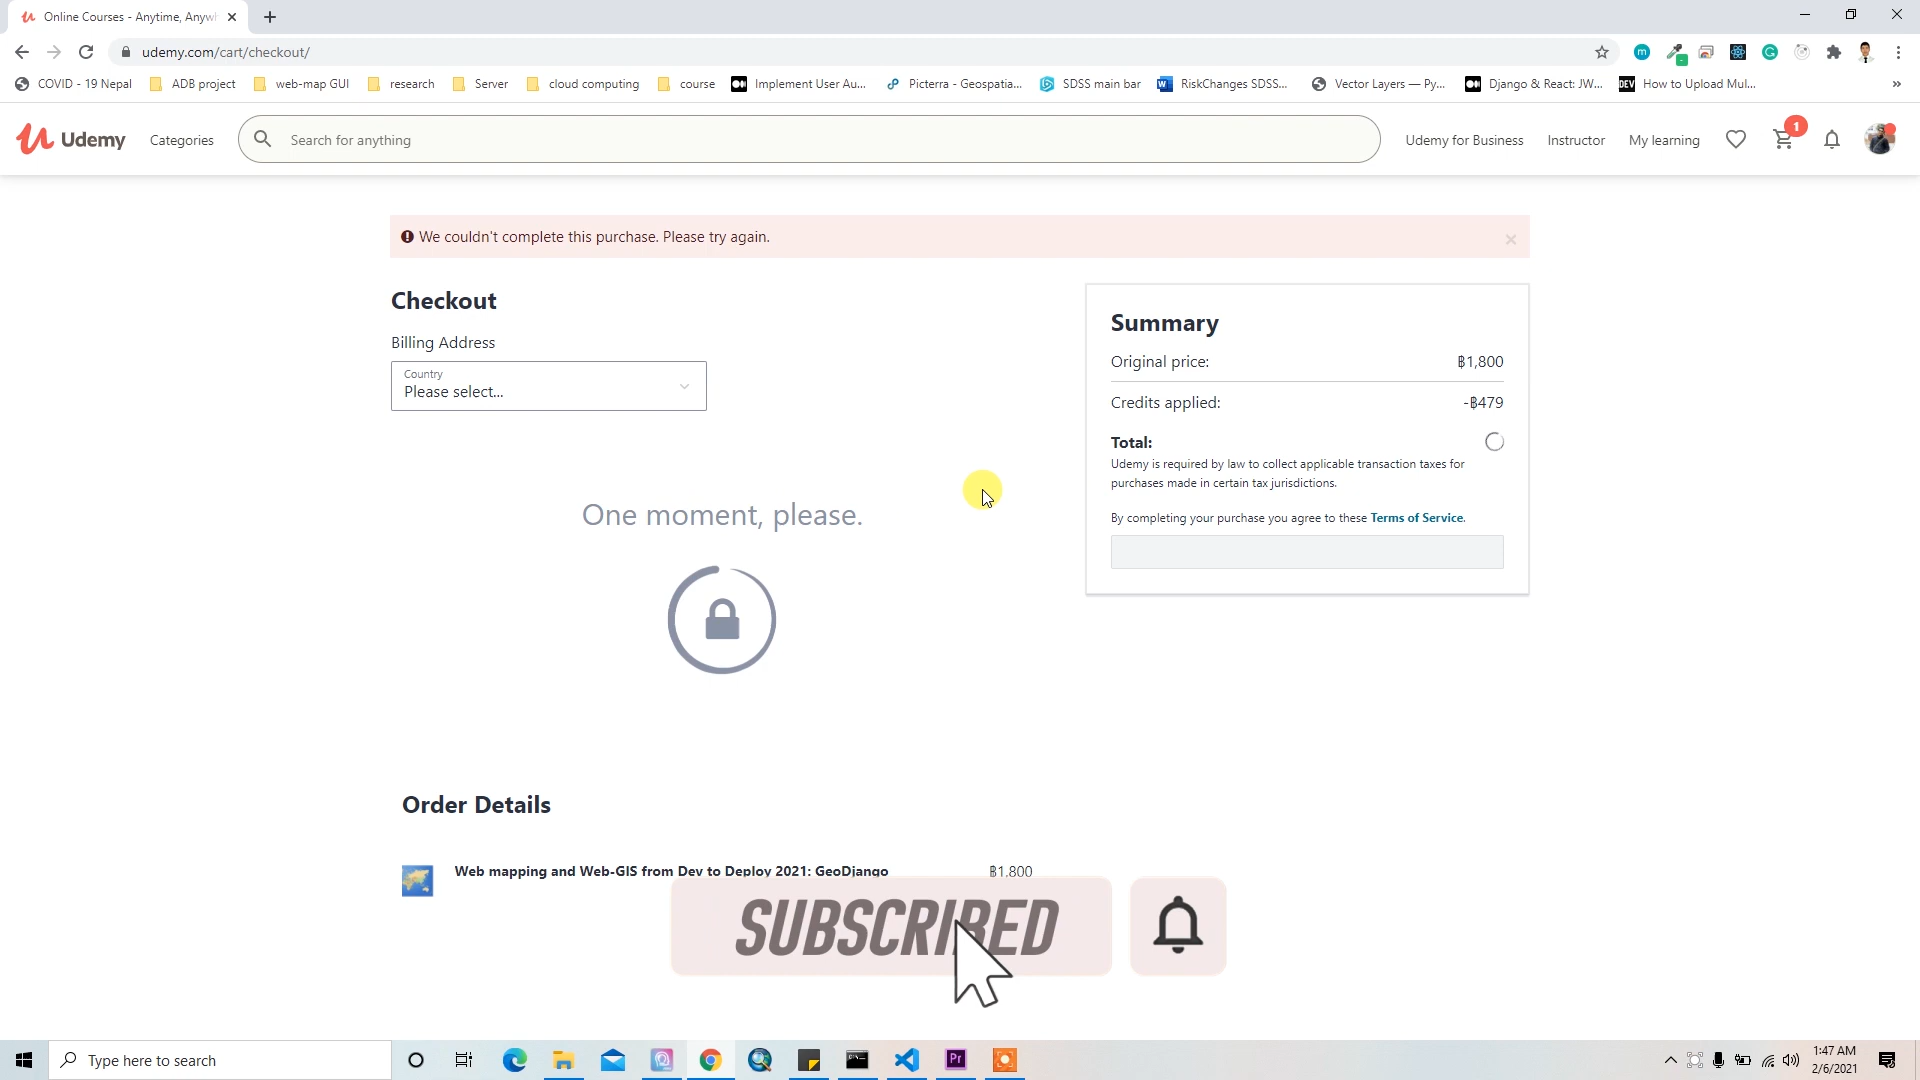 Online Courses - Anytime, Anywh
udemy.com/cart/checkout/
COVID - 19 Nepal
ADB project
web-map GUI
research
Server
cloud computing
course
Implement User Au...
Picterra - Geospatia...
SDSS main bar
RiskChanges SDSS...
Vector Layers — Py...
Django & React: JW...
DEV How to Upload Mul...
»
Udemy
Categories
Search for anything
Udemy for Business
Instructor
My learning
1
We couldn't complete this purchase. Please try again.
Checkout
Billing Address
Country
Please select...
One moment, please.
Summary
Original price: ฿1,800
Credits applied: -฿479
Total:
Udemy is required by law to collect applicable transaction taxes for
purchases made in certain tax jurisdictions.
By completing your purchase you agree to these Terms of Service.
Order Details
Web mapping and Web-GIS from Dev to Deploy 2021: GeoDjango ฿1,800
SUBSCRIBED
Type here to search
Pr
1:47 AM
2/6/2021